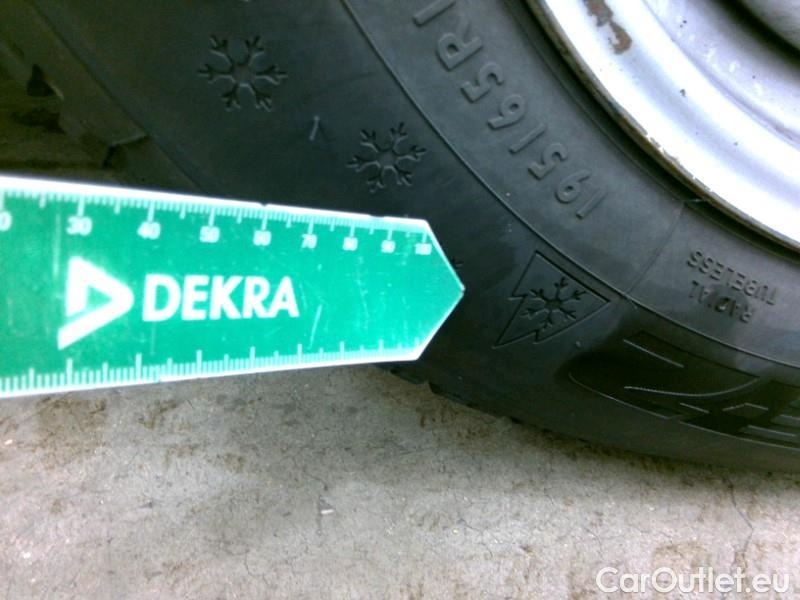 195/65R1
30 40 50 60 70 80 90 100
DEKRA
RADIAL
TUBELESS
CarOutlet.eu